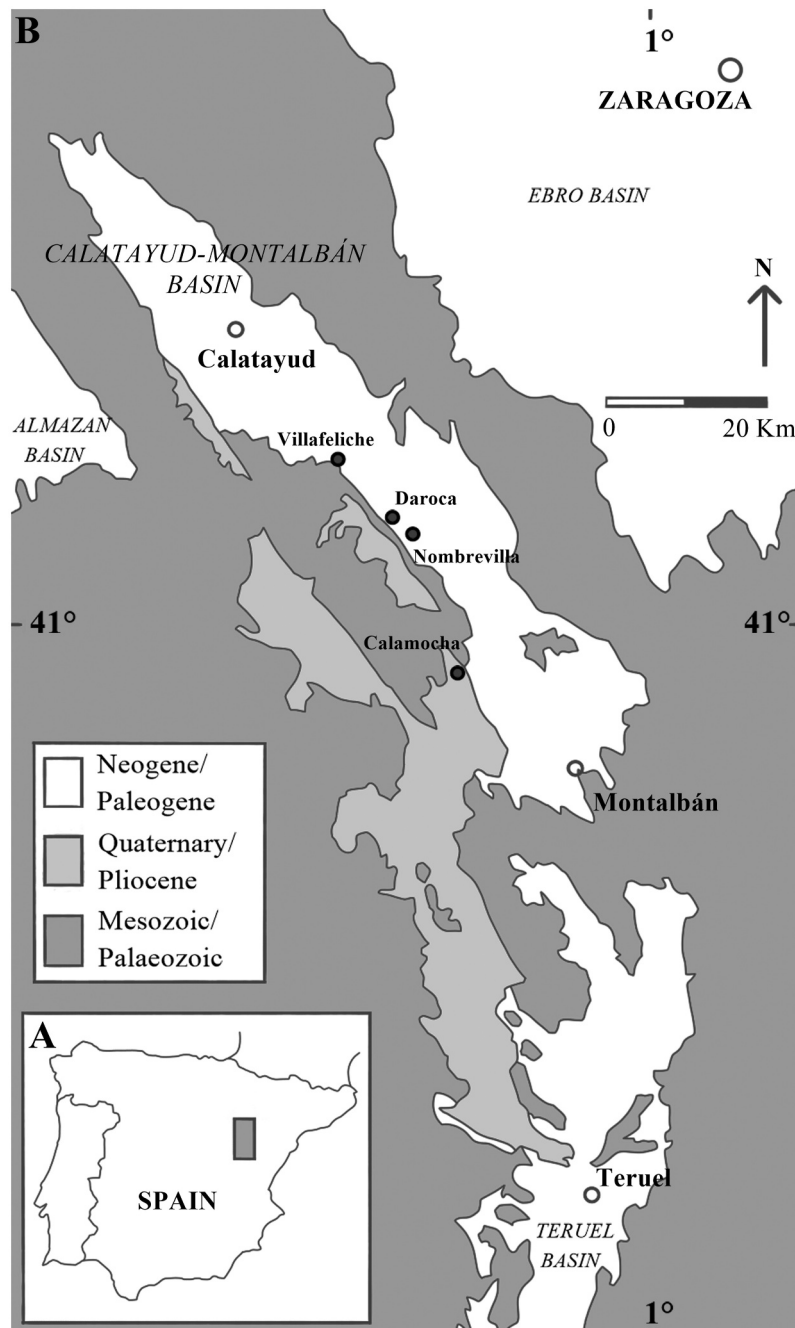 B
1°
ZARAGOZA
EBRO BASIN
CALATAYUD-MONTALBÁN
BASIN
N
Calatayud
0 20 Km
ALMAZAN
BASIN
Villafeliche
Daroca
Nombrevilla
41°
41°
Calamocha
Montalbán
Neogene/
Paleogene
Quaternary/
Pliocene
Mesozoic/
Palaeozoic
A
SPAIN
Teruel
TERUEL
BASIN
1°